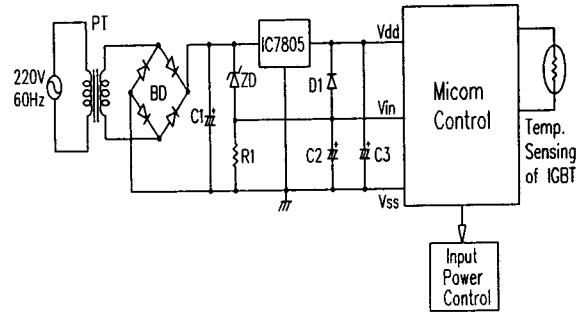 PT
220V
60Hz
BD
C1
ZD
R1
IC7805
D1
C2
C3
Vdd
Vin
Vss
Micom
Control
Temp.
Sensing
of IGBT
Input
Power
Control